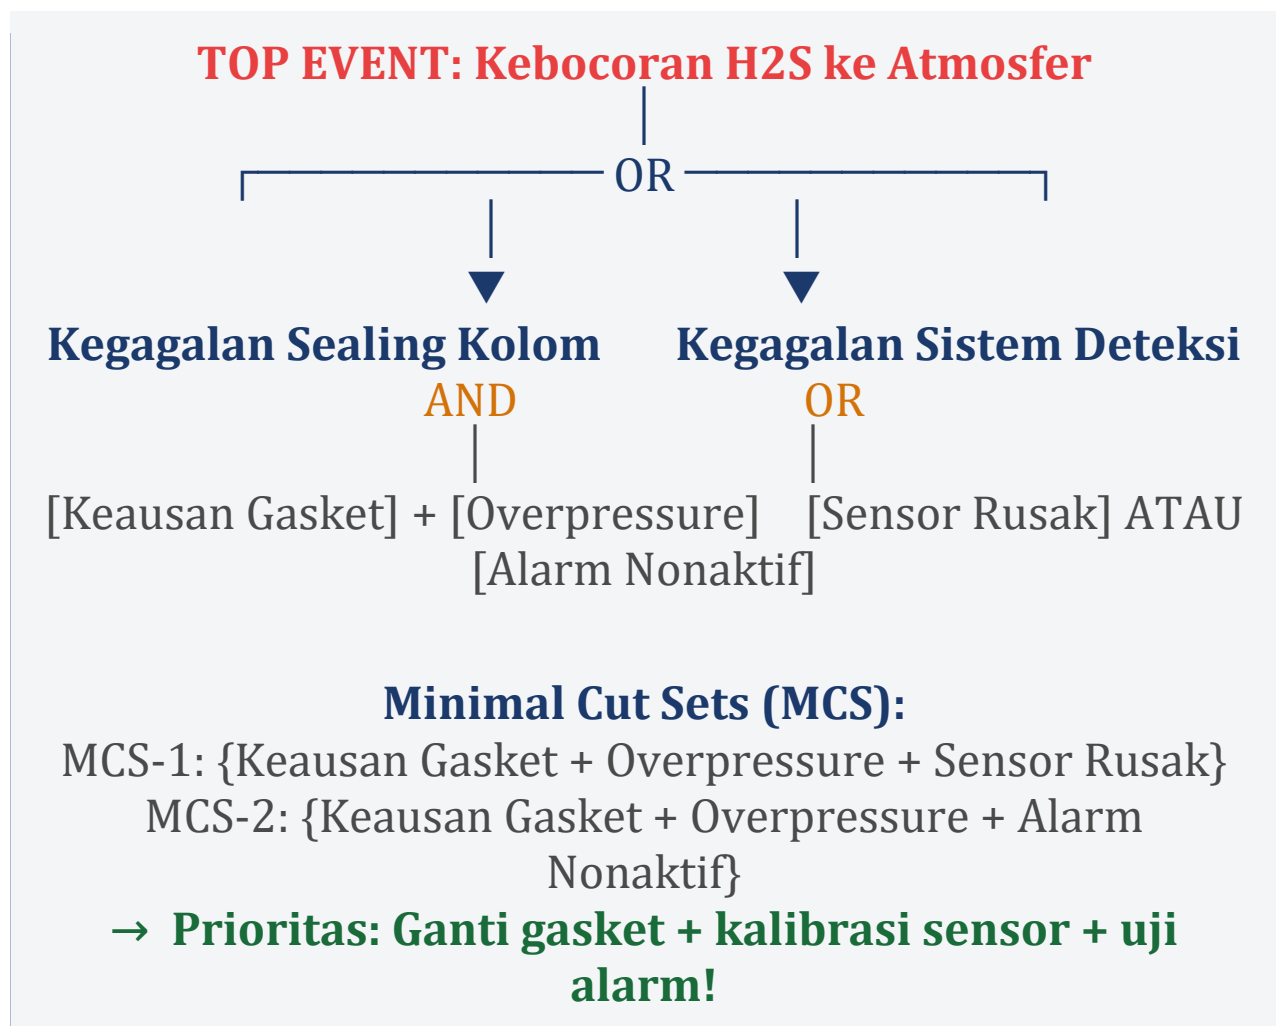 TOP EVENT: Kebocoran H2S ke Atmosfer
OR
Kegagalan Sealing Kolom Kegagalan Sistem Deteksi
AND OR
[Keausan Gasket] + [Overpressure] [Sensor Rusak] ATAU
[Alarm Nonaktif]
Minimal Cut Sets (MCS):
MCS-1: {Keausan Gasket + Overpressure + Sensor Rusak}
MCS-2: {Keausan Gasket + Overpressure + Alarm
Nonaktif}
→ Prioritas: Ganti gasket + kalibrasi sensor + uji
alarm!